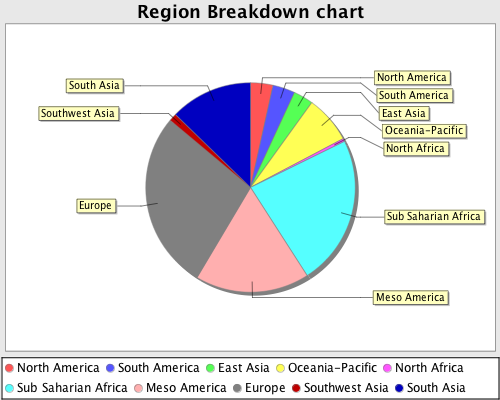 Region Breakdown chart
North America
South Asia
South America
East Asia
Southwest Asia
Oceania-Pacific
North Africa
Europe
Sub Saharian Africa
Meso America
North America South America East Asia Oceania-Pacific North Africa
Sub Saharian Africa Meso America Europe Southwest Asia South Asia